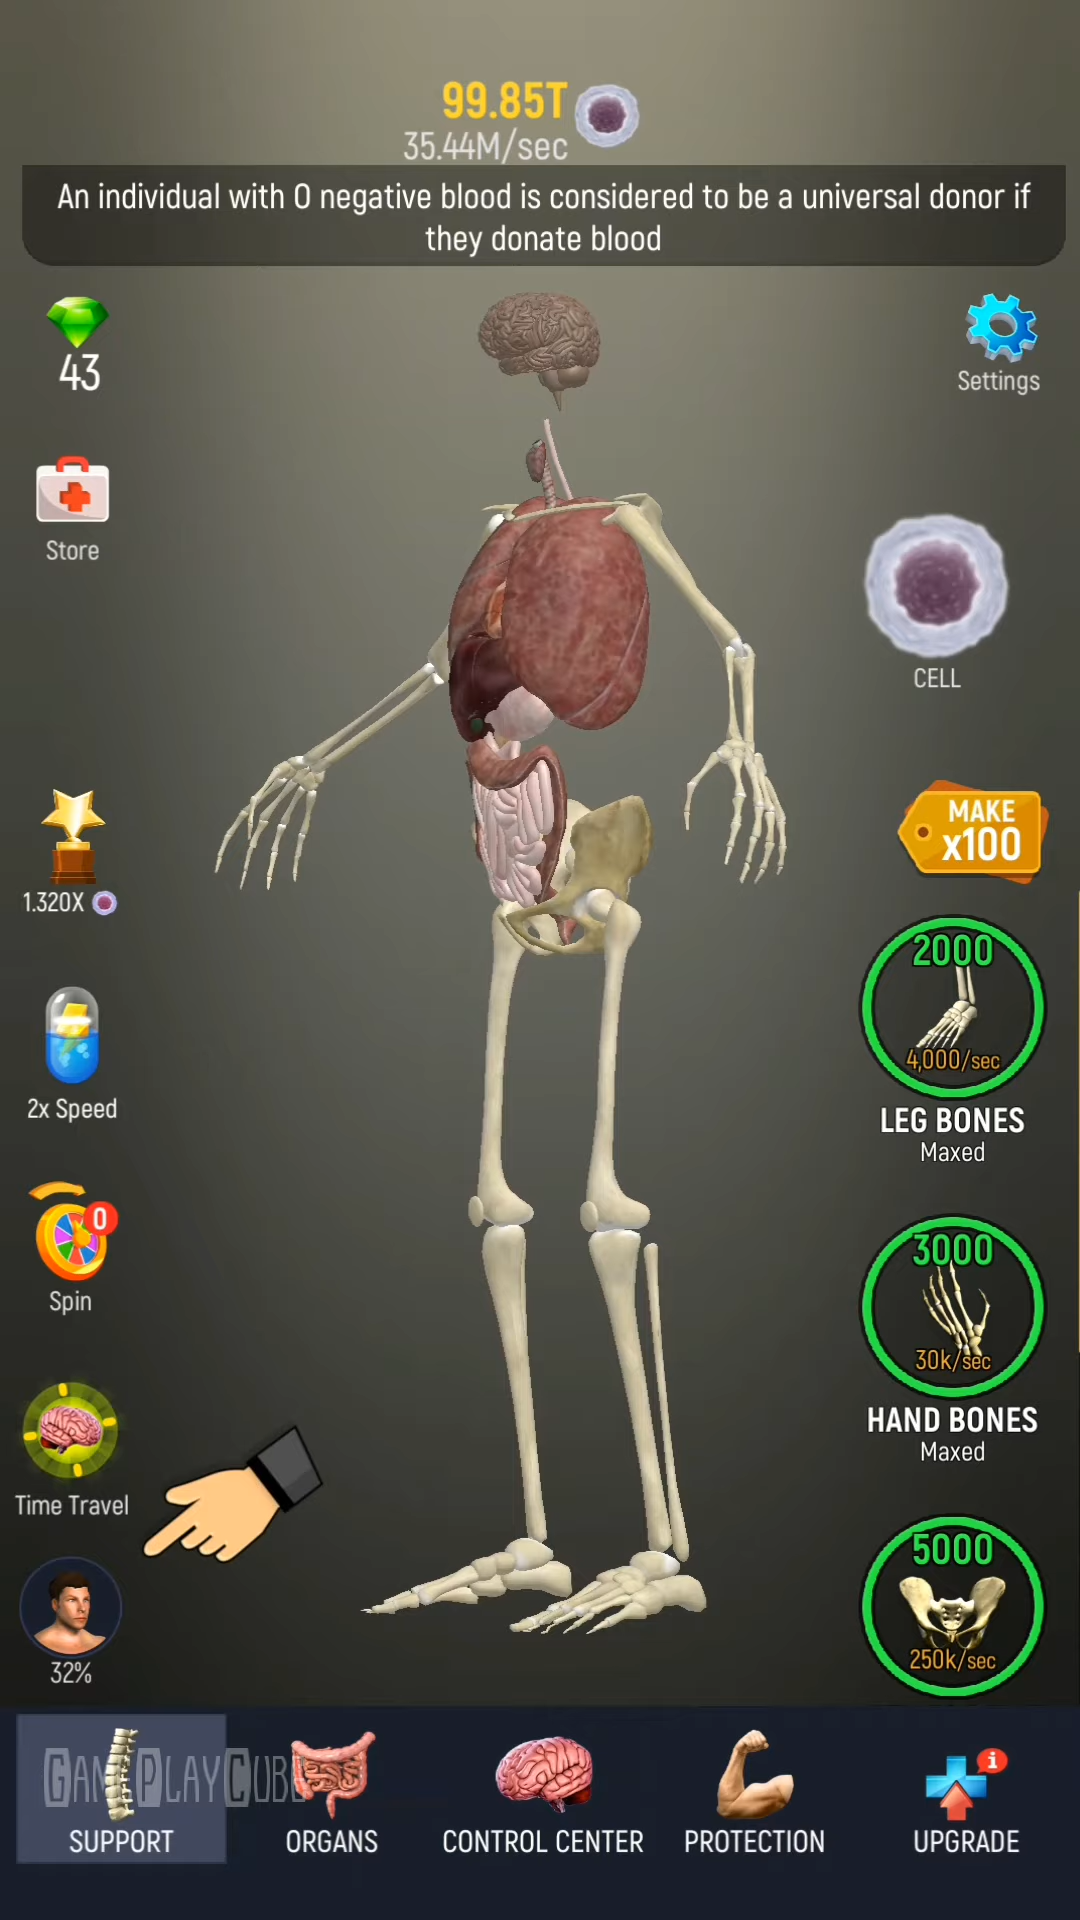 99.85T
35.44M/sec
An individual with O negative blood is considered to be a universal donor if
they donate blood
43
Settings
Store
CELL
MAKE
x100
1.320X
2000
4,000/sec
LEG BONES
Maxed
2x Speed
0
Spin
3000
30k/sec
HAND BONES
Maxed
Time Travel
5000
250k/sec
32%
GAMEPLAYCUBE
SUPPORT
ORGANS
CONTROL CENTER
PROTECTION
i
UPGRADE